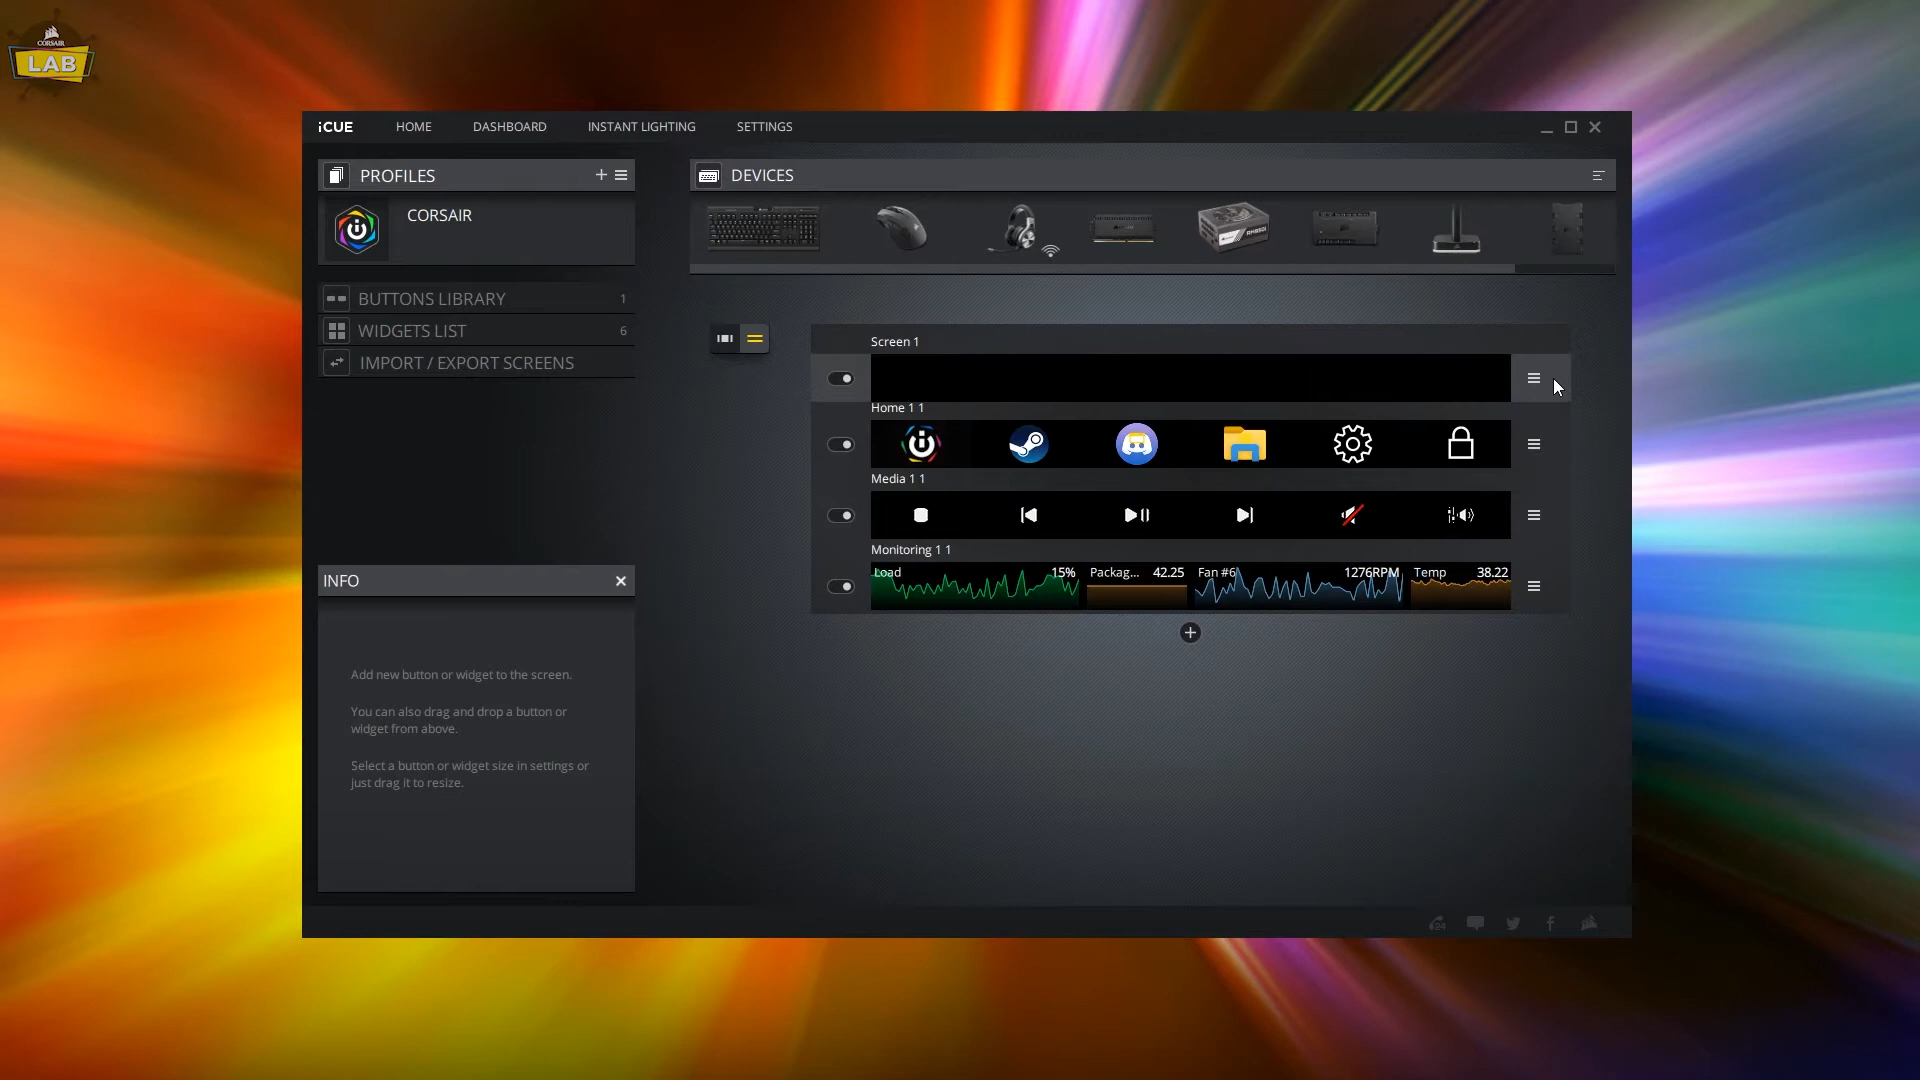 CORSAIR
LAB
iCUE
HOME
DASHBOARD
INSTANT LIGHTING
SETTINGS
PROFILES
CORSAIR
BUTTONS LIBRARY 1
WIDGETS LIST 6
IMPORT / EXPORT SCREENS
INFO
Add new button or widget to the screen.
You can also drag and drop a button or
widget from above.
Select a button or widget size in settings or
just drag it to resize.
DEVICES
RM850i
Screen 1
Home 1 1
Media 1 1
Monitoring 1 1
Load 15% Packag... 42.25 Fan #6 1276RPM Temp 38.22
24